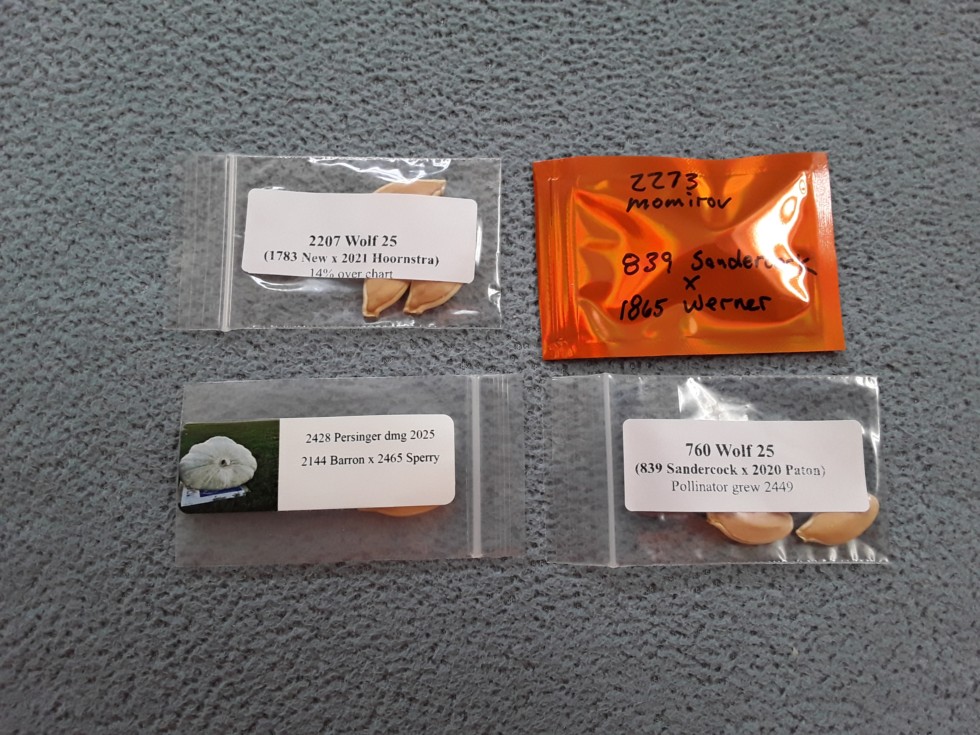 2207 Wolf 25
(1783 New x 2021 Hoornstra)
14% over chart
2273
momirov
839 Sandercock
x
1865 Werner
2428 Persinger dmg 2025
2144 Barron x 2465 Sperry
760 Wolf 25
(839 Sandercock x 2020 Paton)
Pollinator grew 2449